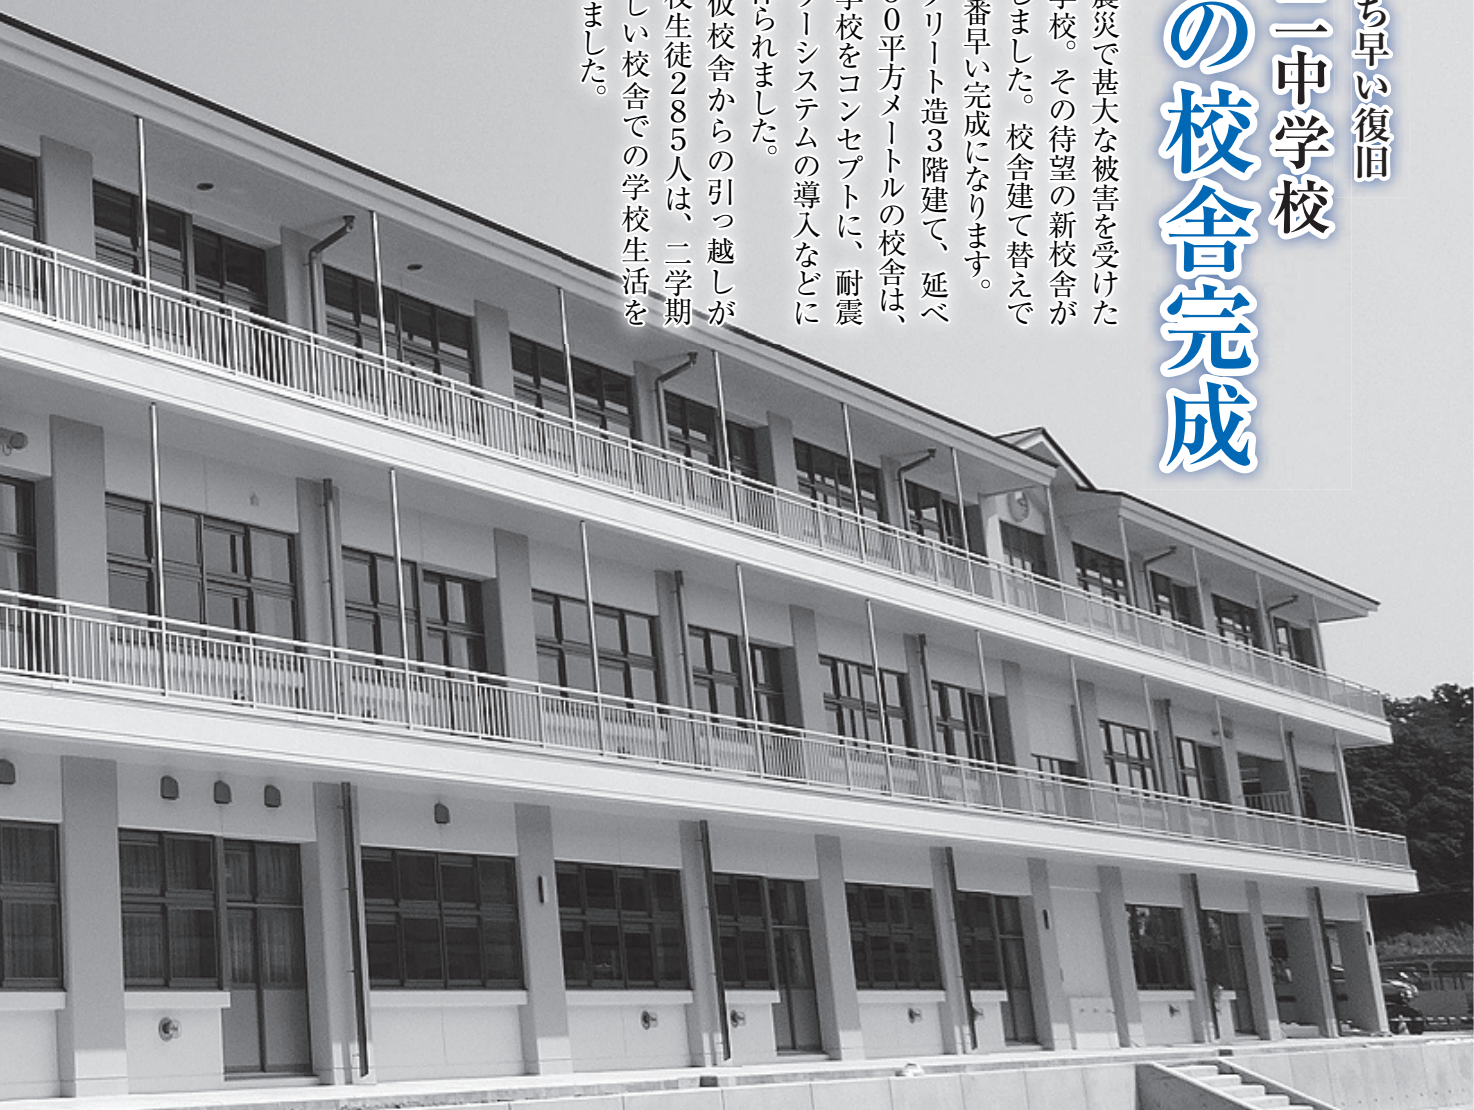 ち早い復旧
二中学校
の校舎完成
震災で甚大な被害を受けた
学校。その待望の新校舎が
しました。校舎建て替えで
番早い完成になります。
クリート造3階建て、延べ
00平方メートルの校舎は、
学校をコンセプトに、耐震
ラーシステムの導入などに
られました。
仮校舎からの引っ越しが
校生徒285人は、二学期
しい校舎での学校生活を
ました。